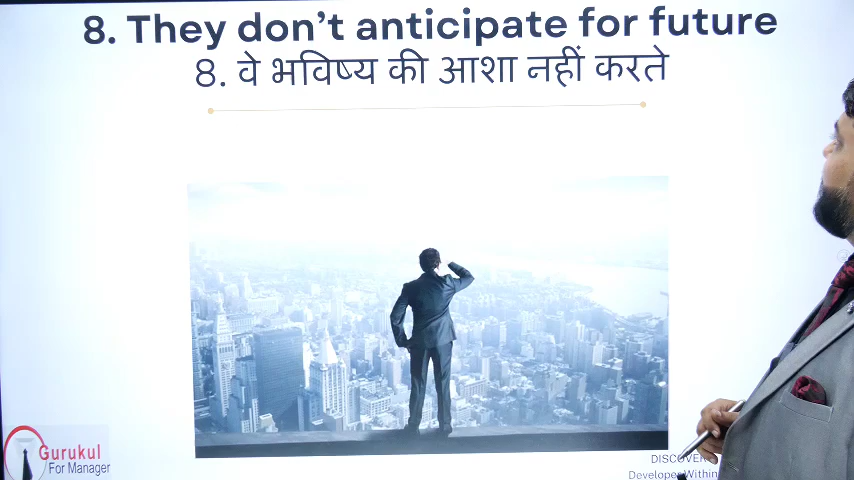 8. They don’t anticipate for future
8. वे भविष्य की आशा नहीं करते
Gurukul
For Manager
DISCOVER
Developer Within